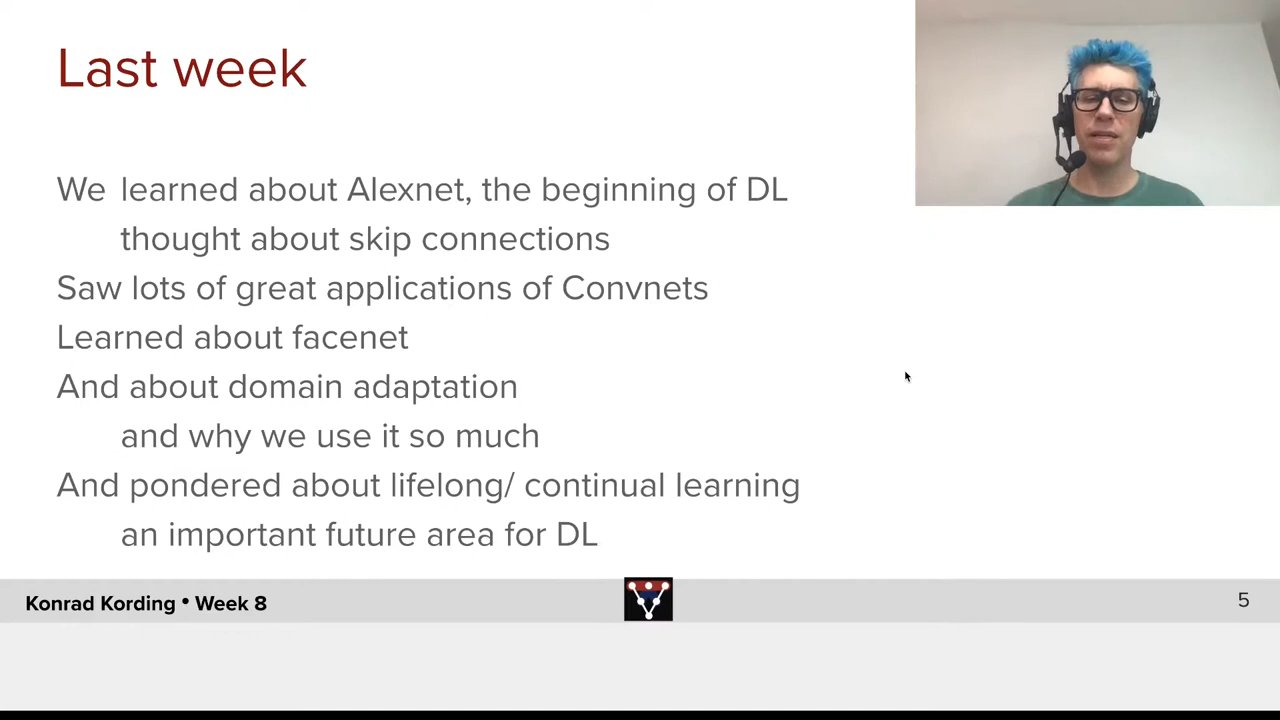 Last week
We learned about Alexnet, the beginning of DL
thought about skip connections
Saw lots of great applications of Convnets
Learned about facenet
And about domain adaptation
and why we use it so much
And pondered about lifelong/ continual learning
an important future area for DL
Konrad Kording • Week 8
5